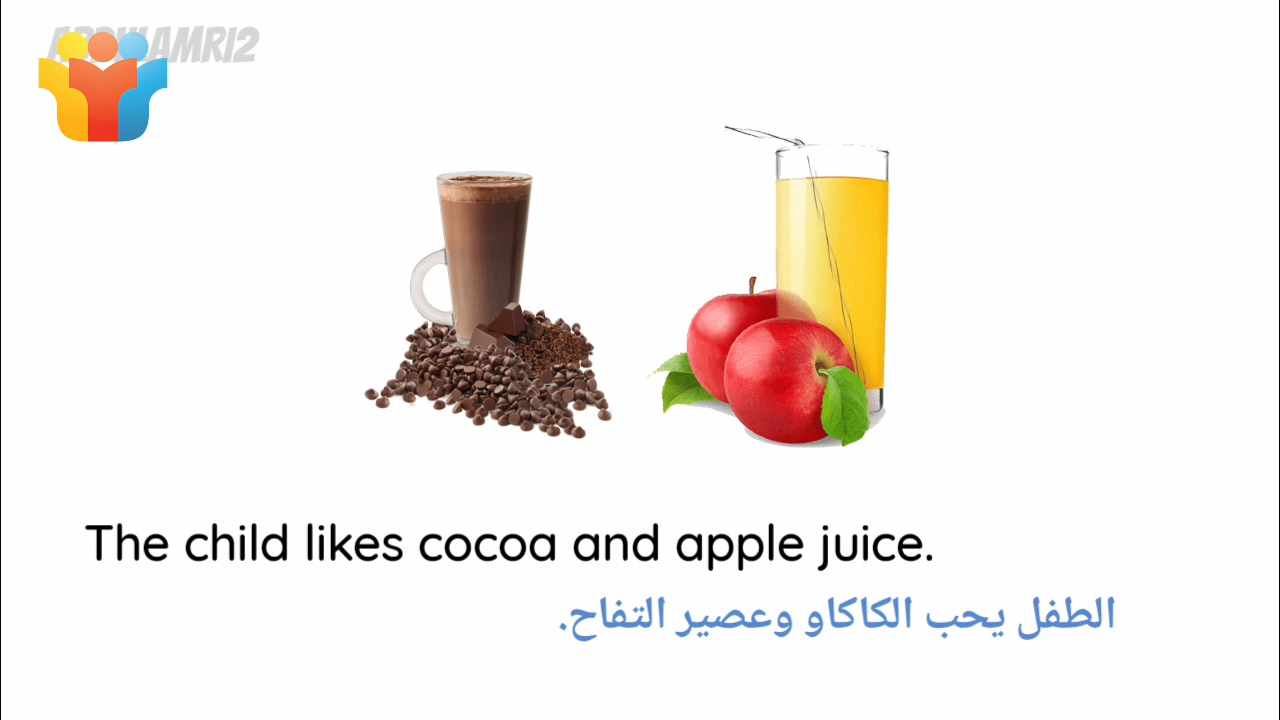 The child likes cocoa and apple juice.
الطفل يحب الكاكاو وعصير التفاح.